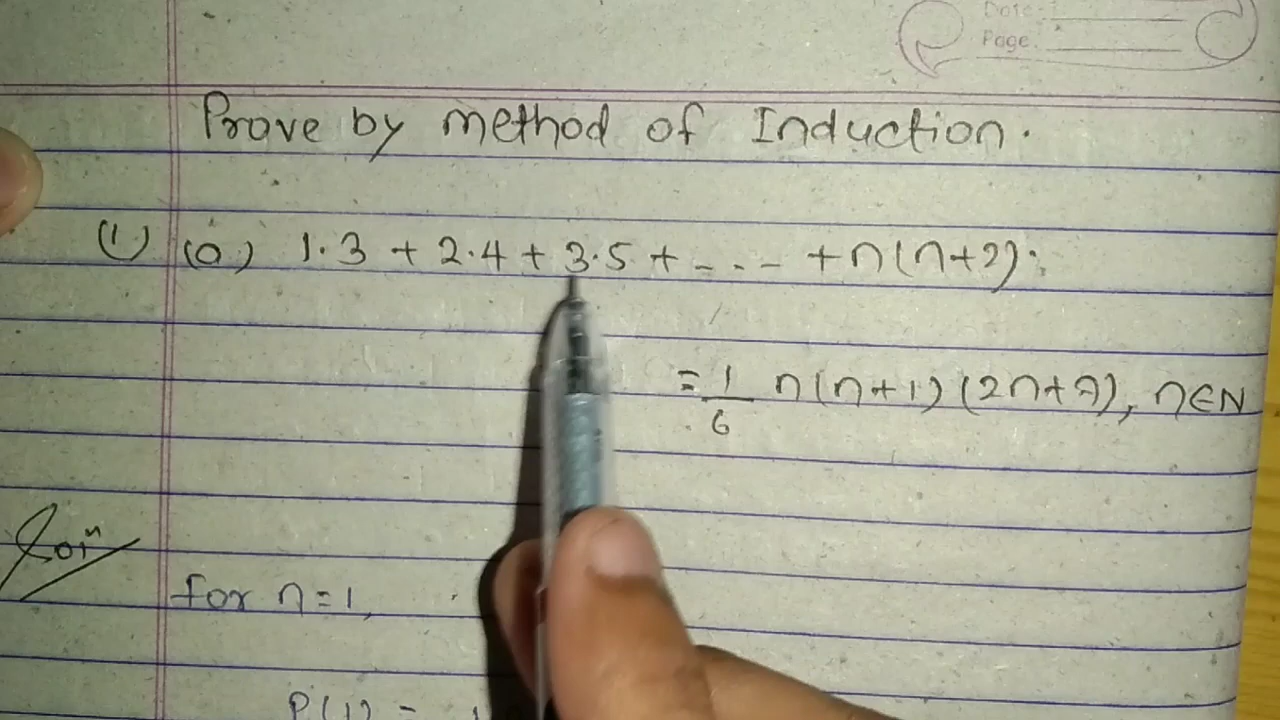 Date
Page.
Prove by method of Induction.
(1) (a) 1·3 + 2·4 + 3·5 + - - - + n(n+2).
= 1/6 n(n+1)(2n+7), n∈N
Solⁿ
for n=1,
P(1) =